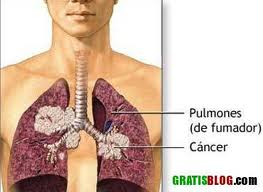 Pulmones
(de fumador)
Cáncer
GRATISBLOG.com